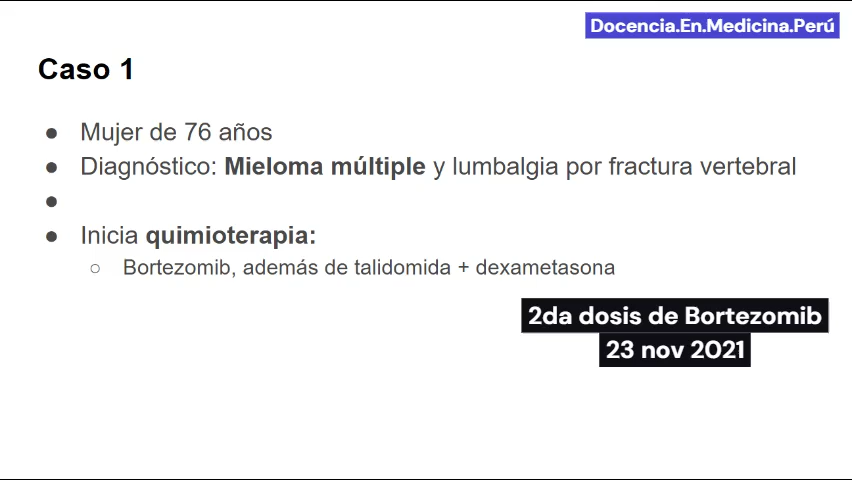 Docencia.En.Medicina.Perú
Caso 1
● Mujer de 76 años
● Diagnóstico: Mieloma múltiple y lumbalgia por fractura vertebral
●
● Inicia quimioterapia:
○ Bortezomib, además de talidomida + dexametasona
2da dosis de Bortezomib
23 nov 2021